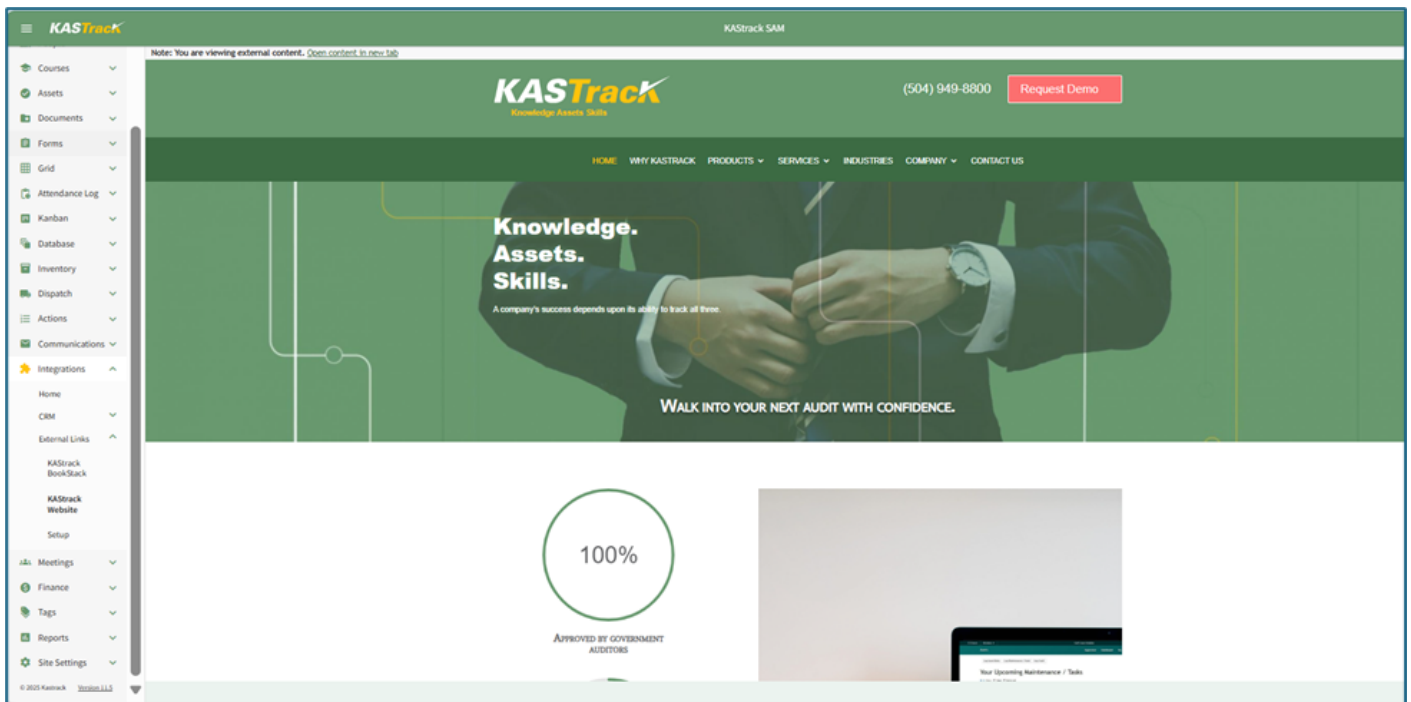 KASTrack
KAStrack SAM
Note: You are viewing external content. Open content in new tab
Courses
Assets
Documents
Forms
Grid
Attendance Log
Kanban
Database
Inventory
Dispatch
Actions
Communications
Integrations
Home
CRM
External Links
KAStrack
BookStack
KAStrack
Website
Setup
Meetings
Finance
Tags
Reports
Site Settings
© 2025 Kastrack Version 11.5
KASTrack
Knowledge Assets Skills
(504) 949-8800
Request Demo
HOME WHY KASTRACK PRODUCTS SERVICES INDUSTRIES COMPANY CONTACT US
Knowledge.
Assets.
Skills.
A company's success depends upon its ability to track all three.
WALK INTO YOUR NEXT AUDIT WITH CONFIDENCE.
100%
APPROVED BY GOVERNMENT
AUDITORS
Your Upcoming Maintenance / Tasks